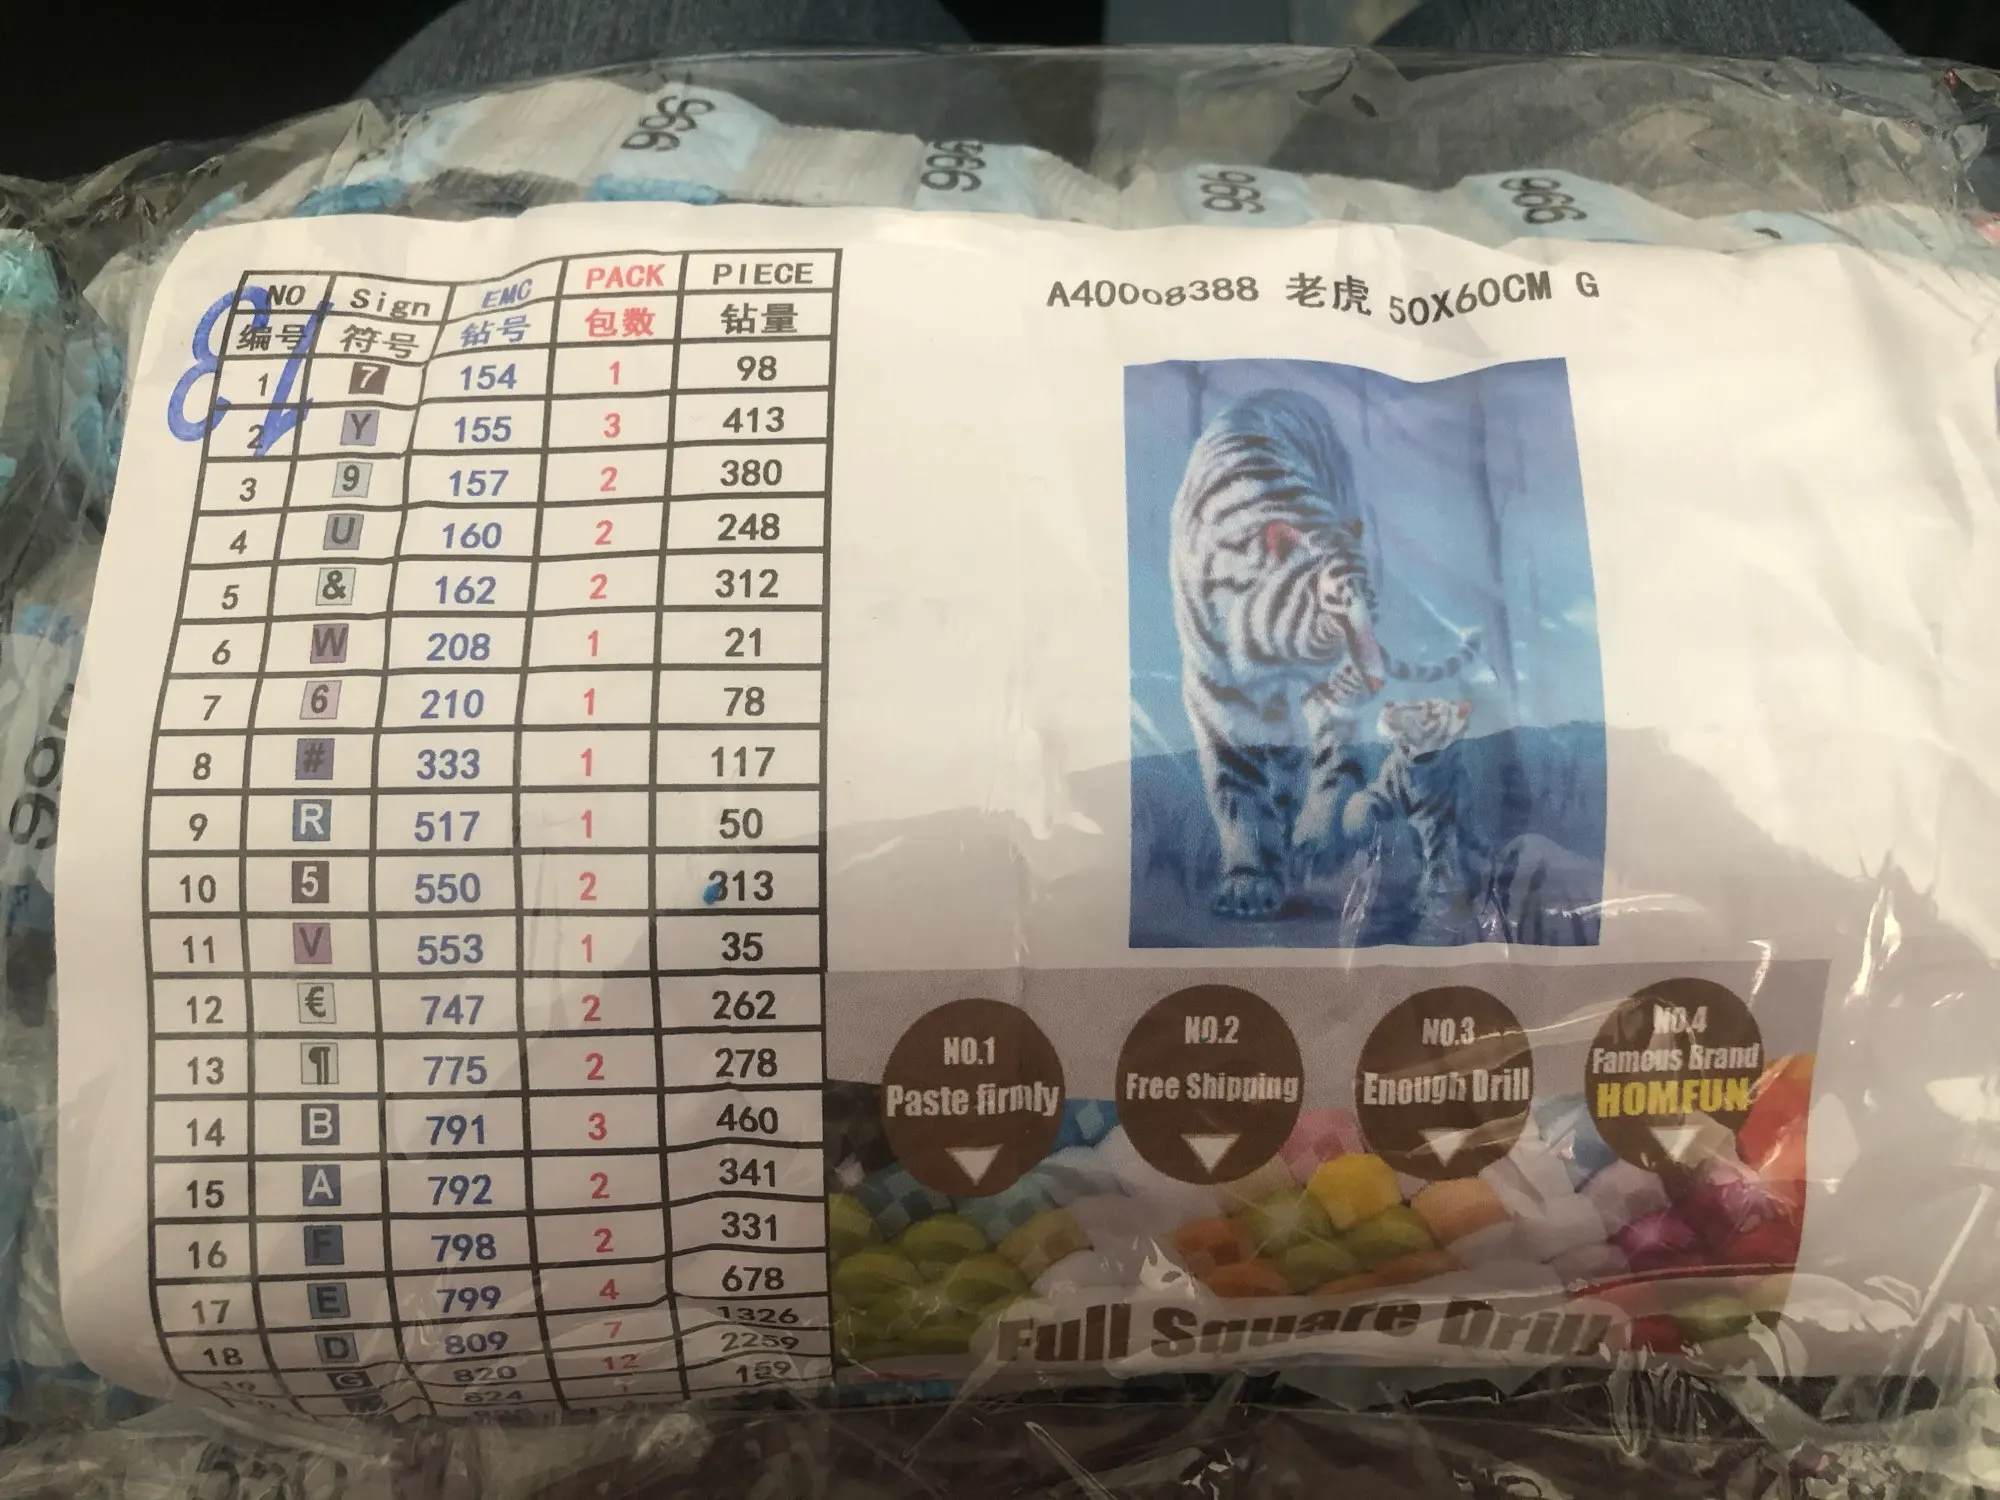 996
996
996
996
NO Sign EMC PACK PIECE
编号 符号 钻号 包数 钻量
1 7 154 1 98
2 Y 155 3 413
3 9 157 2 380
4 U 160 2 248
5 & 162 2 312
6 W 208 1 21
7 6 210 1 78
8 # 333 1 117
9 R 517 1 50
10 5 550 2 313
11 V 553 1 35
12 € 747 2 262
13 ¶ 775 2 278
14 B 791 3 460
15 A 792 2 341
16 F 798 2 331
17 E 799 4 678
18 D 809 7 1326
19 G 820 12 2259
824 1 159
A40008388 老虎 50X60CM G
NO.1
Paste firmly
NO.2
Free Shipping
NO.3
Enough Drill
NO.4
Famous Brand
HOMFUN
Full Square Drill